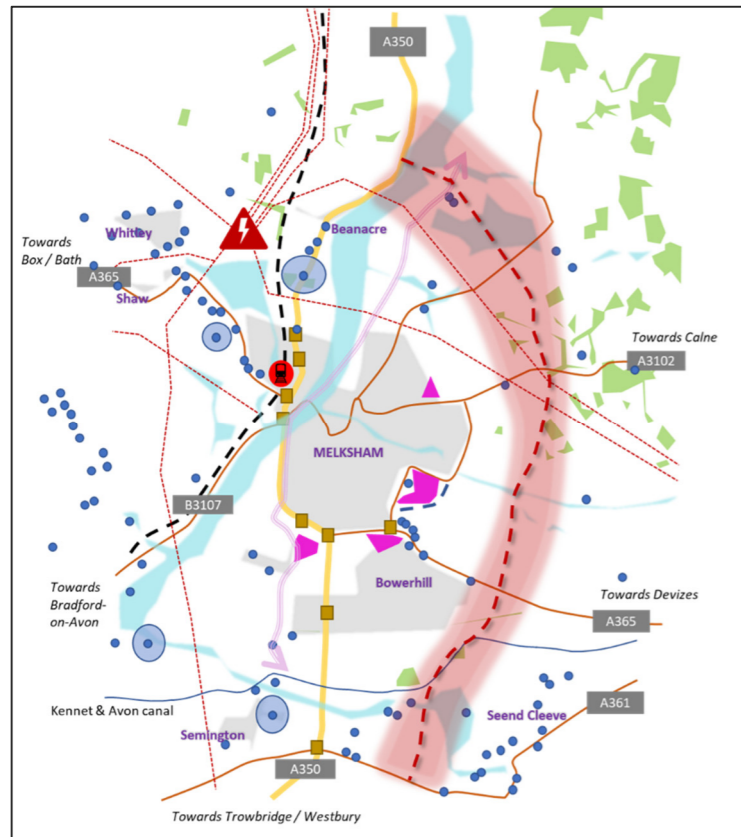 A350
Whitley
Beanacre
Towards
Box / Bath
A365
Shaw
Towards Calne
A3102
MELKSHAM
B3107
Towards
Bradford-
on-Avon
Bowerhill
Towards Devizes
A365
Kennet & Avon canal
A361
Seend Cleeve
Semington
A350
Towards Trowbridge / Westbury